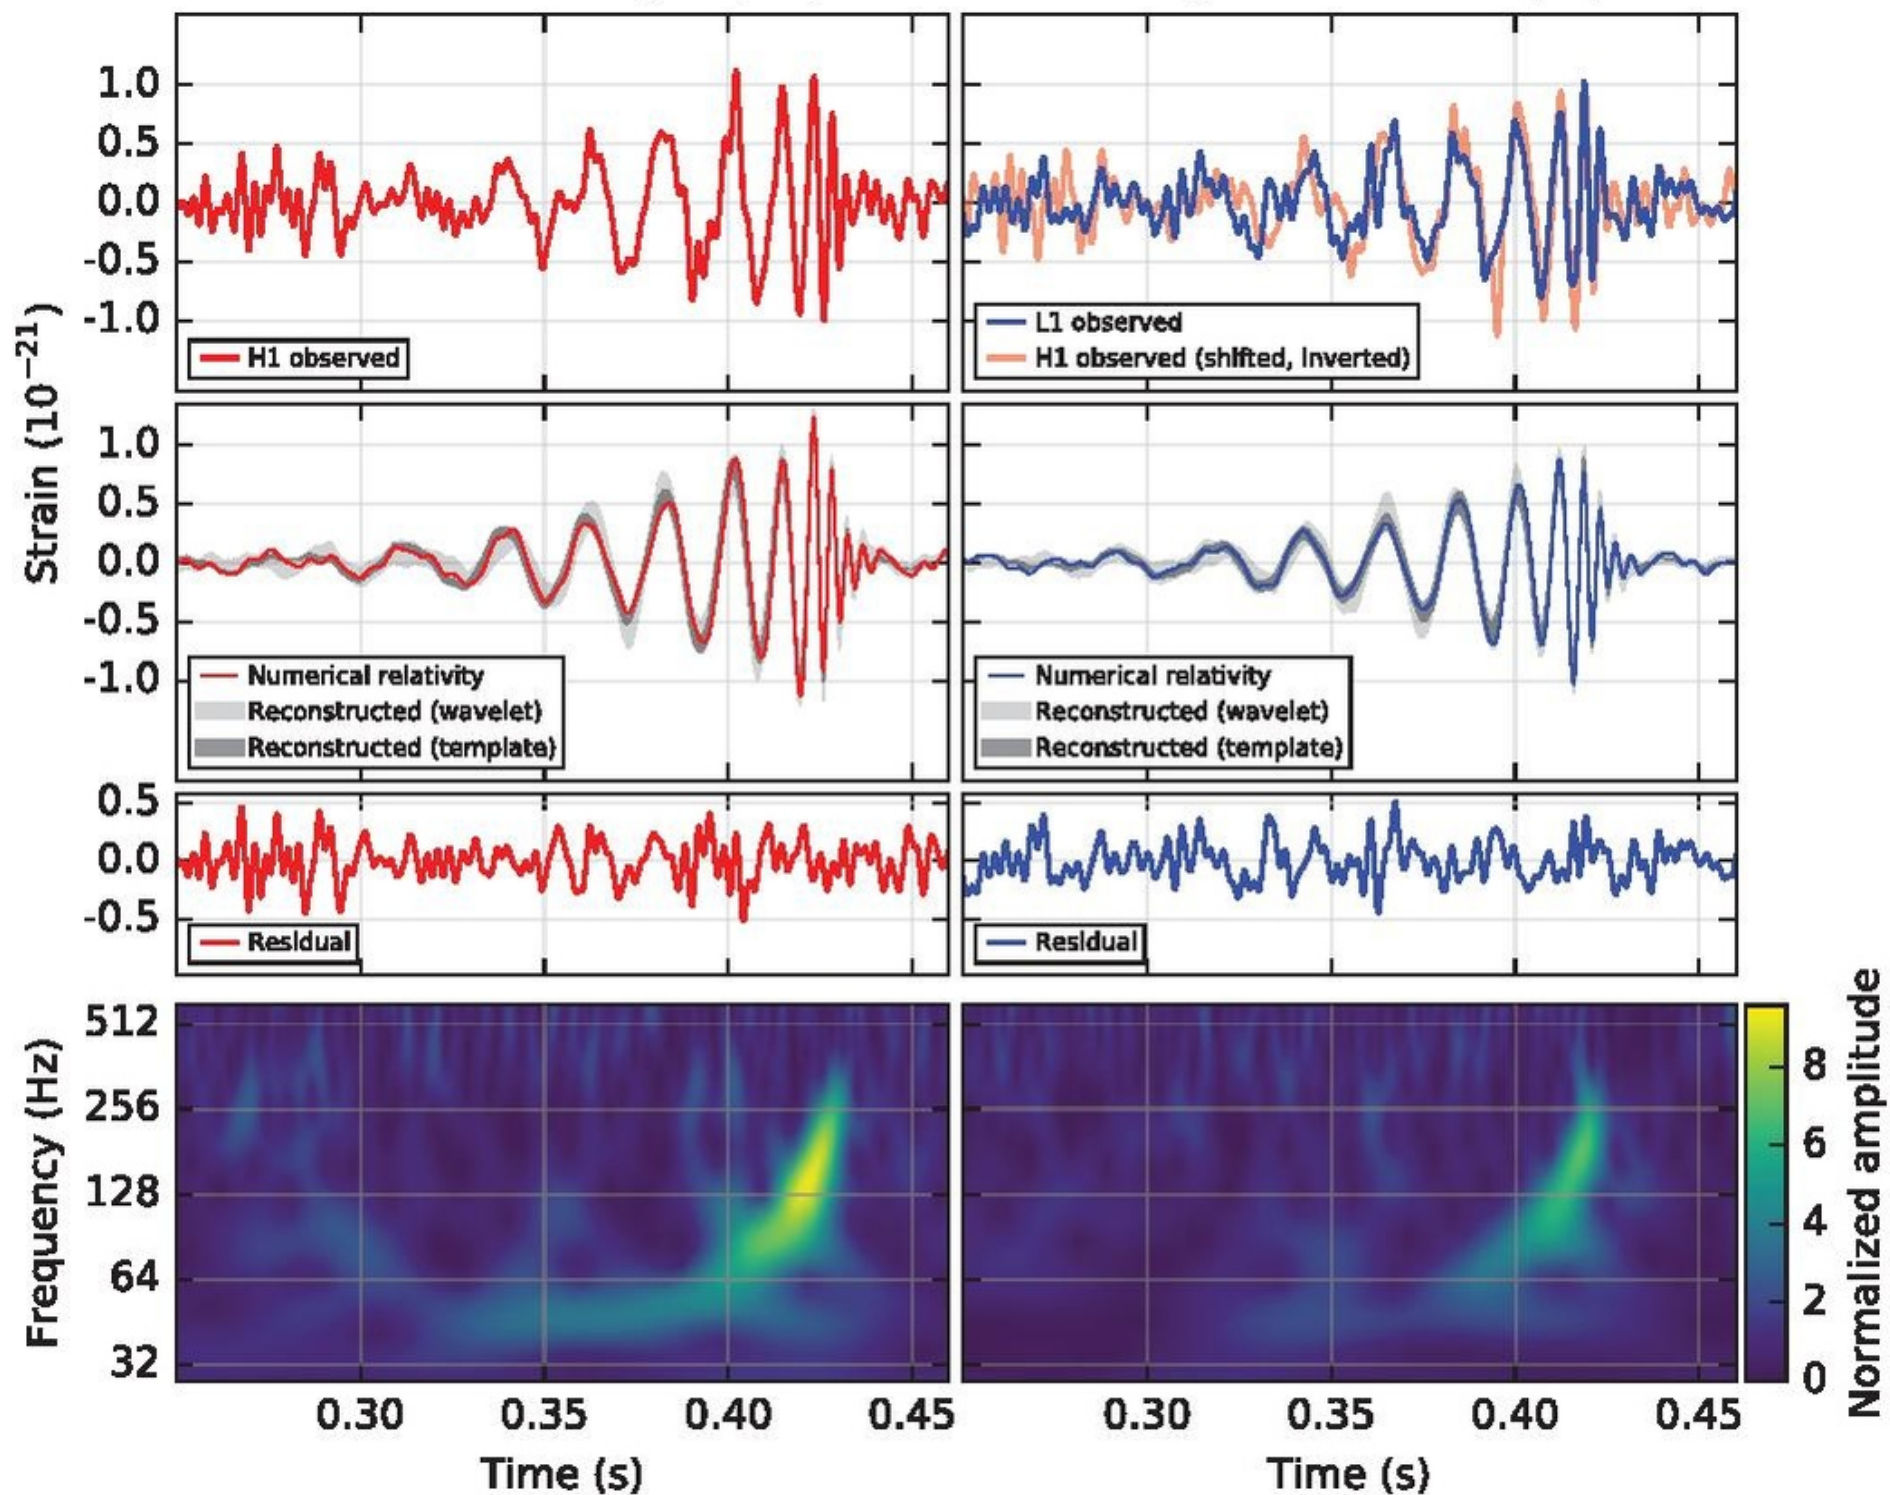 1.0
0.5
0.0
-0.5
-1.0
H1 observed
L1 observed
H1 observed (shifted, inverted)
Strain (10−21)
1.0
0.5
0.0
-0.5
-1.0
Numerical relativity
Reconstructed (wavelet)
Reconstructed (template)
Numerical relativity
Reconstructed (wavelet)
Reconstructed (template)
0.5
0.0
-0.5
Residual
Residual
Frequency (Hz)
512
256
128
64
32
Normalized amplitude
8
6
4
2
0
0.30 0.35 0.40 0.45
0.30 0.35 0.40 0.45
Time (s)
Time (s)